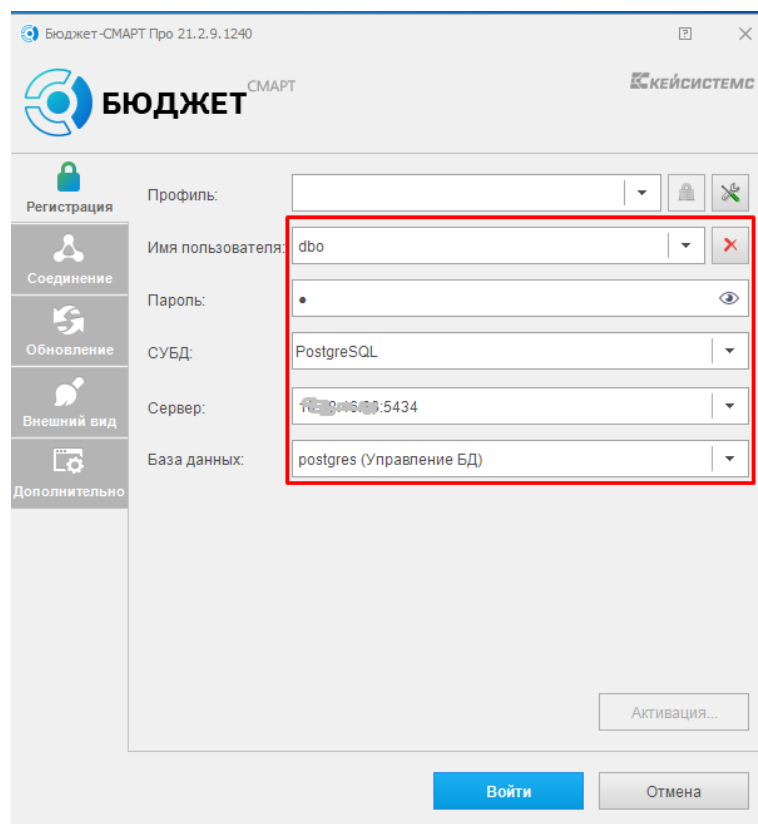 Бюджет-СМАРТ Про 21.2.9.1240
БЮДЖЕТ СМАРТ
КЕЙСИСТЕМС
Регистрация
Соединение
Обновление
Внешний вид
Дополнительно
Профиль:
Имя пользователя: dbo
Пароль: ●
СУБД: PostgreSQL
Сервер: :5434
База данных: postgres (Управление БД)
Активация...
Войти
Отмена